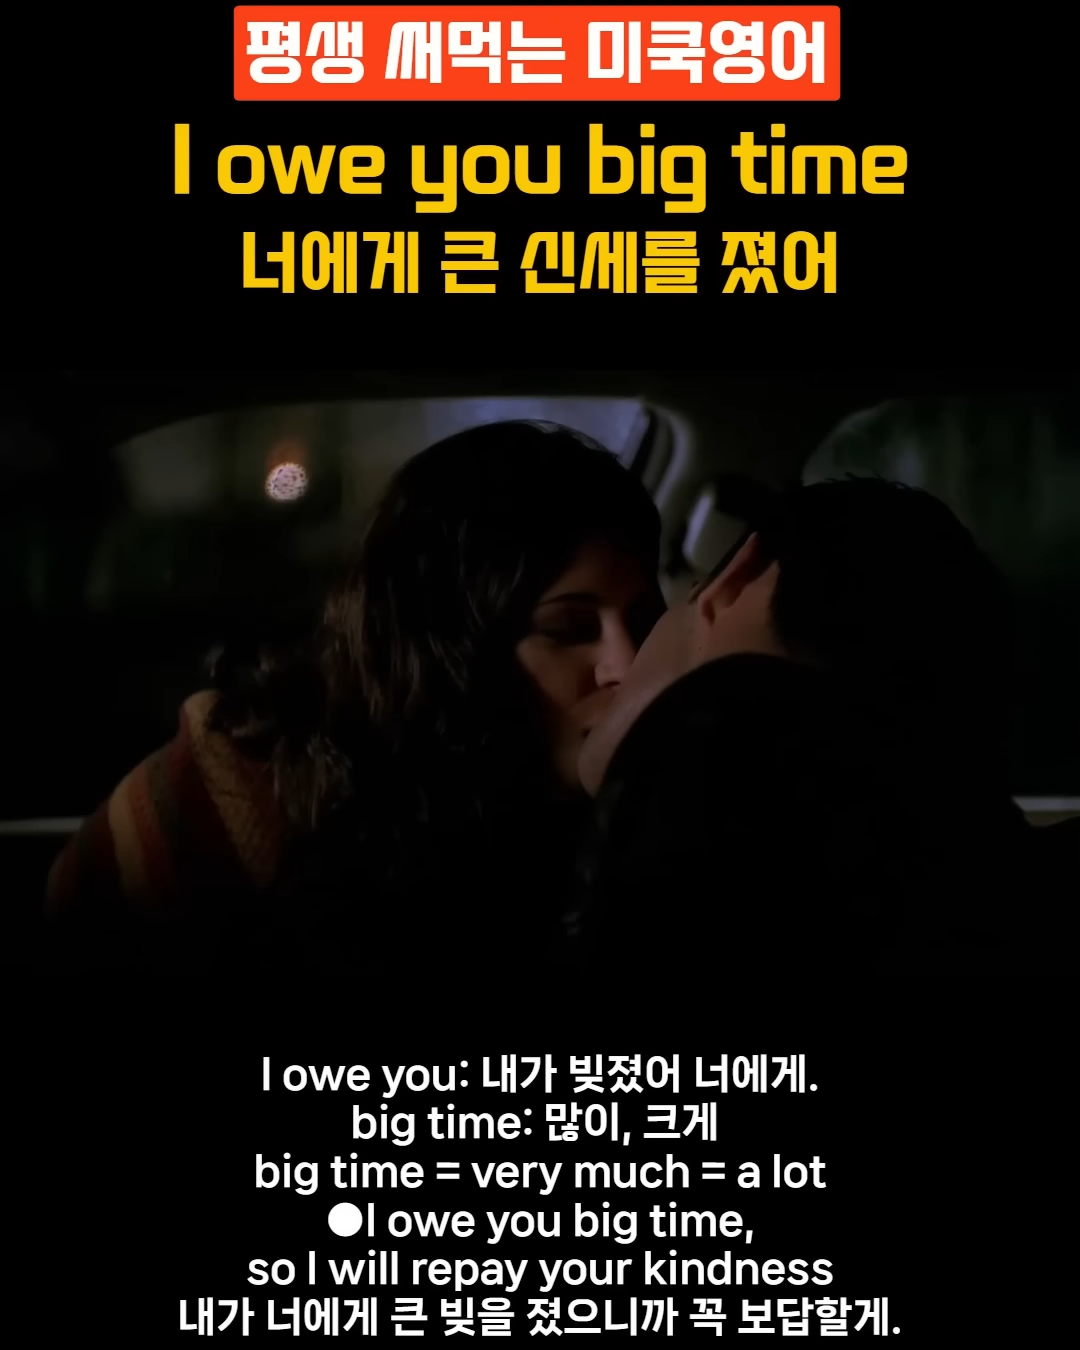 평생 써먹는 미쿡영어
I owe you big time
너에게 큰 신세를 졌어
I owe you: 내가 빚졌어 너에게.
big time: 많이, 크게
big time = very much = a lot
●I owe you big time,
so I will repay your kindness
내가 너에게 큰 빚을 졌으니까 꼭 보답할게.